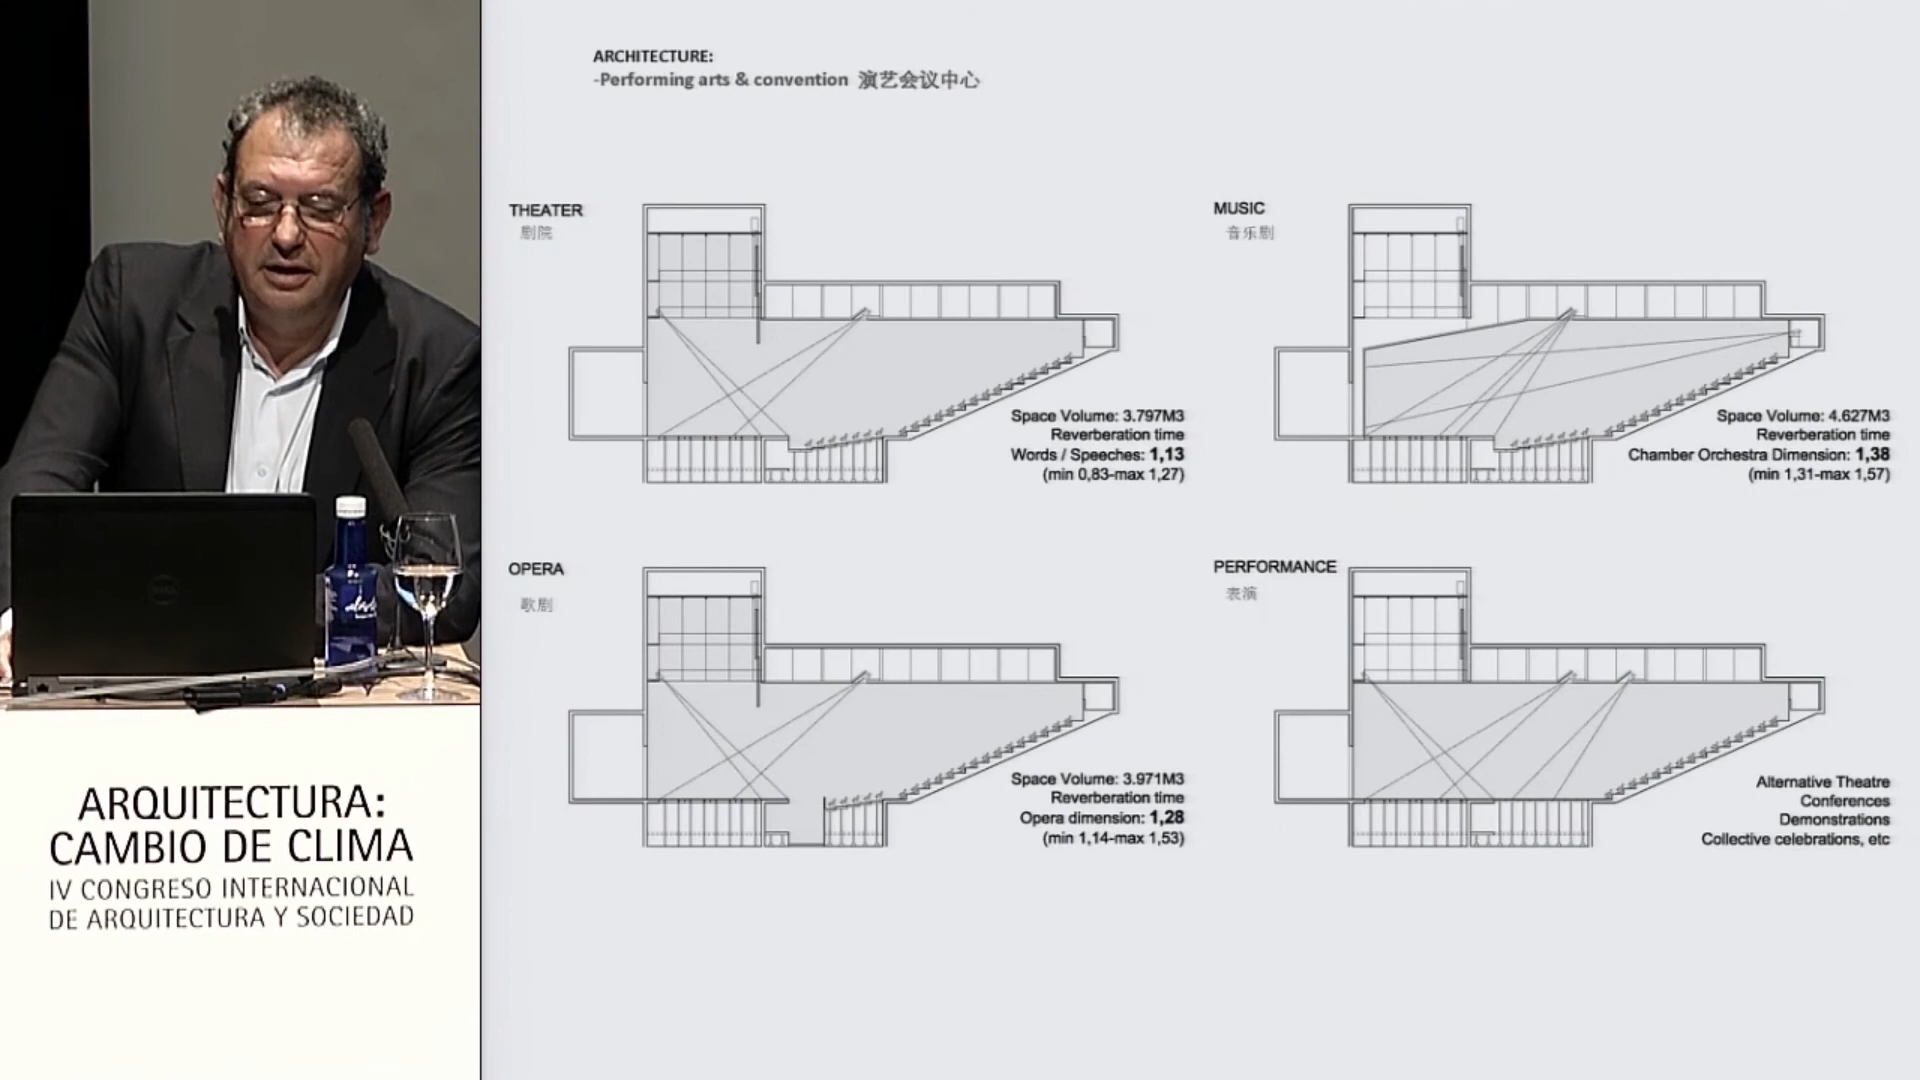 ARCHITECTURE:
-Performing arts & convention 演艺会议中心
THEATER
剧院
Space Volume: 3.797M3
Reverberation time
Words / Speeches: 1,13
(min 0,83-max 1,27)
MUSIC
音乐剧
Space Volume: 4.627M3
Reverberation time
Chamber Orchestra Dimension: 1,38
(min 1,31-max 1,57)
OPERA
歌剧
Space Volume: 3.971M3
Reverberation time
Opera dimension: 1,28
(min 1,14-max 1,53)
PERFORMANCE
表演
Alternative Theatre
Conferences
Demonstrations
Collective celebrations, etc
ARQUITECTURA:
CAMBIO DE CLIMA
IV CONGRESO INTERNACIONAL
DE ARQUITECTURA Y SOCIEDAD